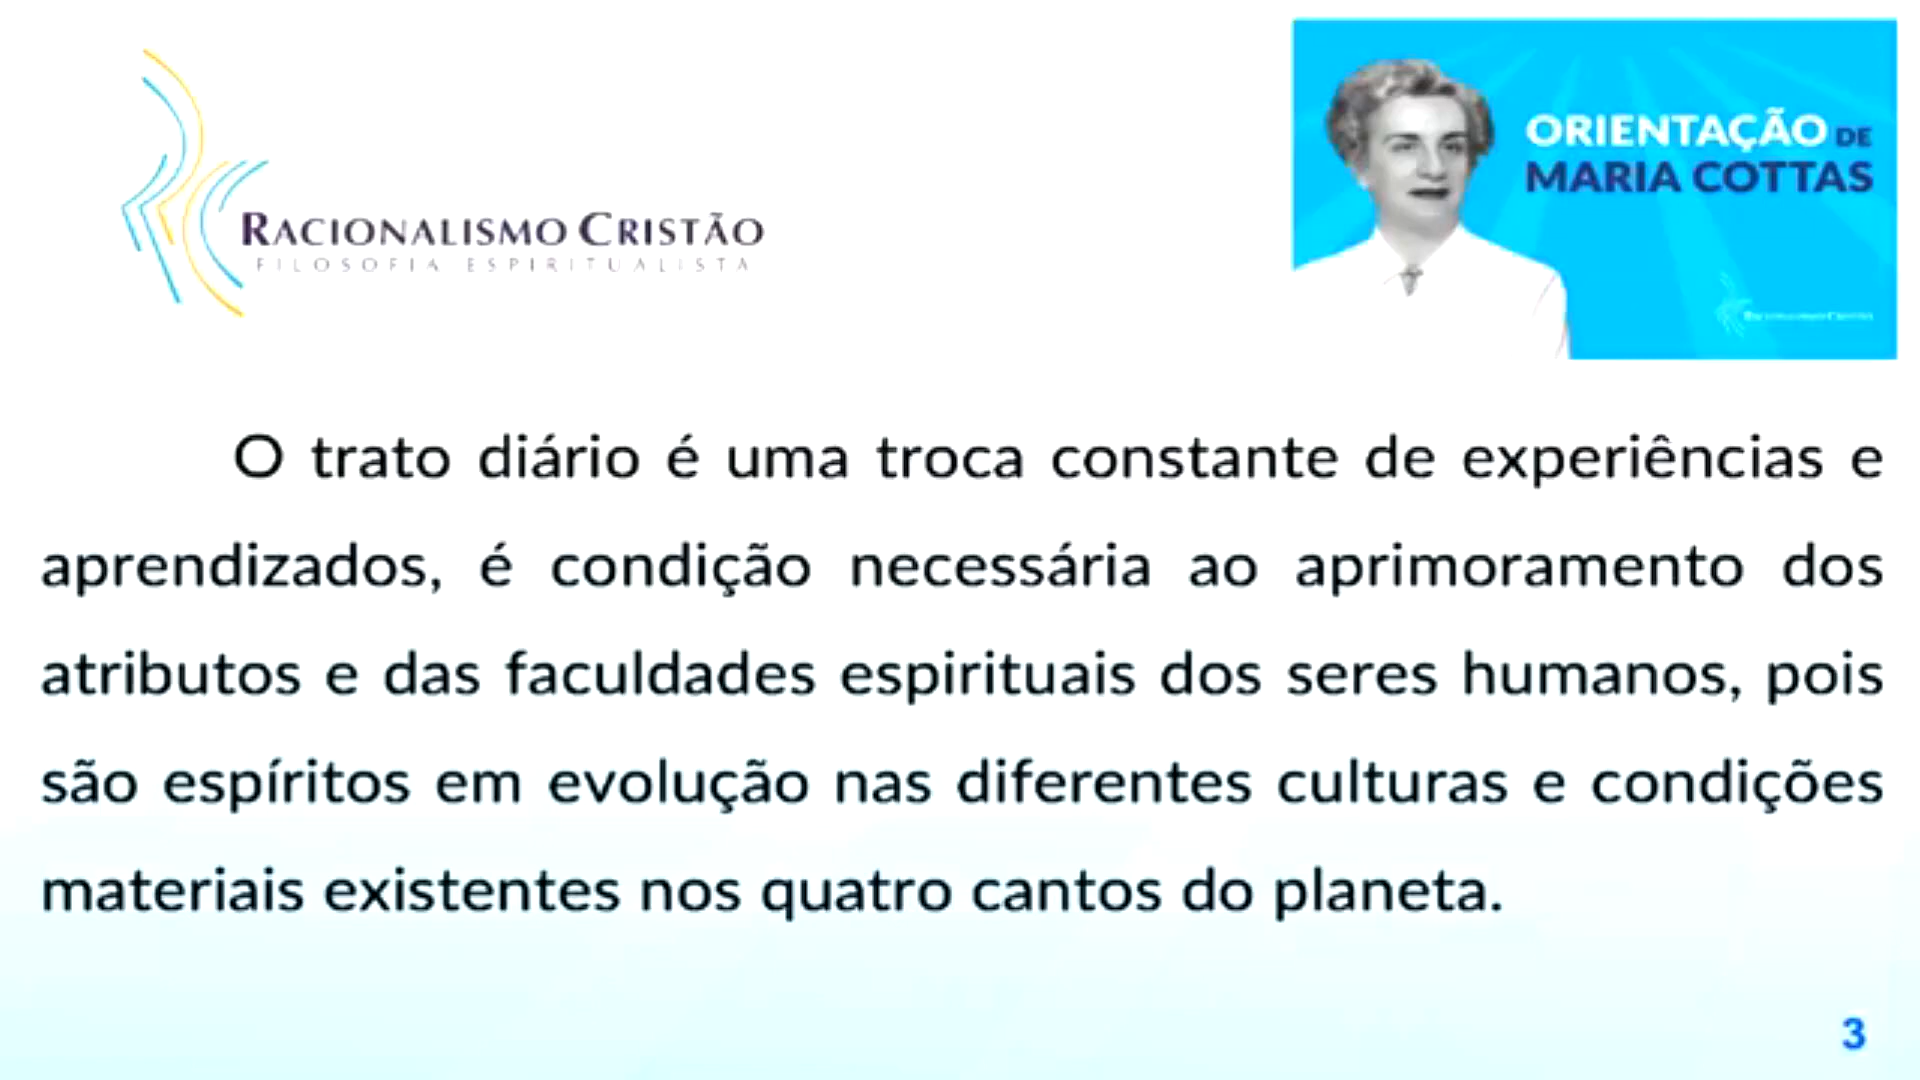 RACIONALISMO CRISTÃO
FILOSOFIA ESPIRITUALISTA
ORIENTAÇÃO DE
MARIA COTTAS
RACIONALISMO CRISTÃO
O trato diário é uma troca constante de experiências e
aprendizados, é condição necessária ao aprimoramento dos
atributos e das faculdades espirituais dos seres humanos, pois
são espíritos em evolução nas diferentes culturas e condições
materiais existentes nos quatro cantos do planeta.
3